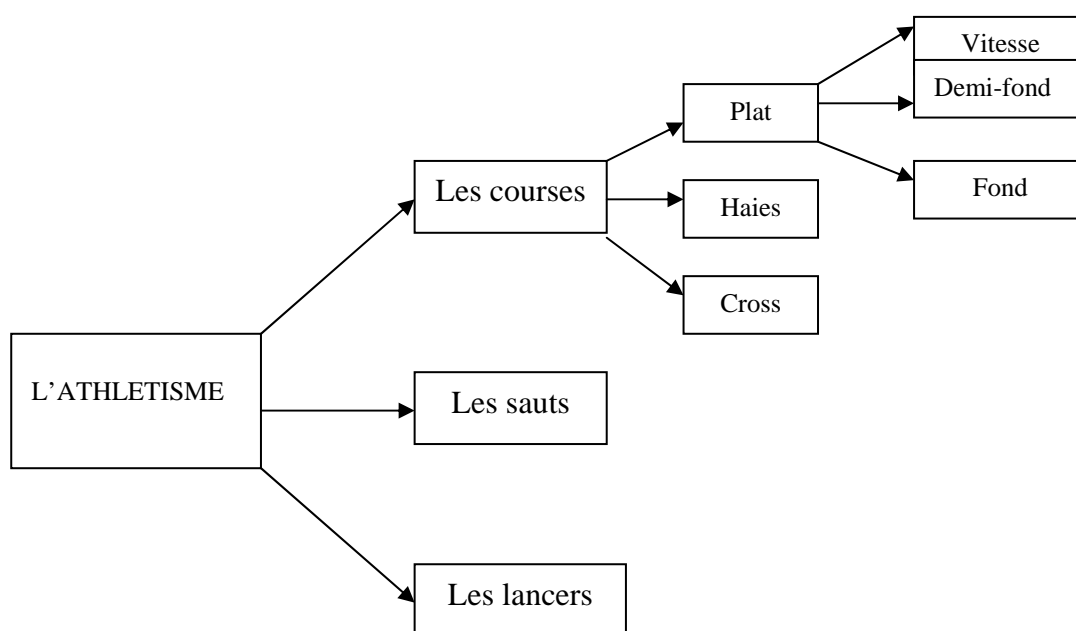 Vitesse
Demi-fond
Plat
Fond
Les courses
Haies
Cross
L’ATHLETISME
Les sauts
Les lancers